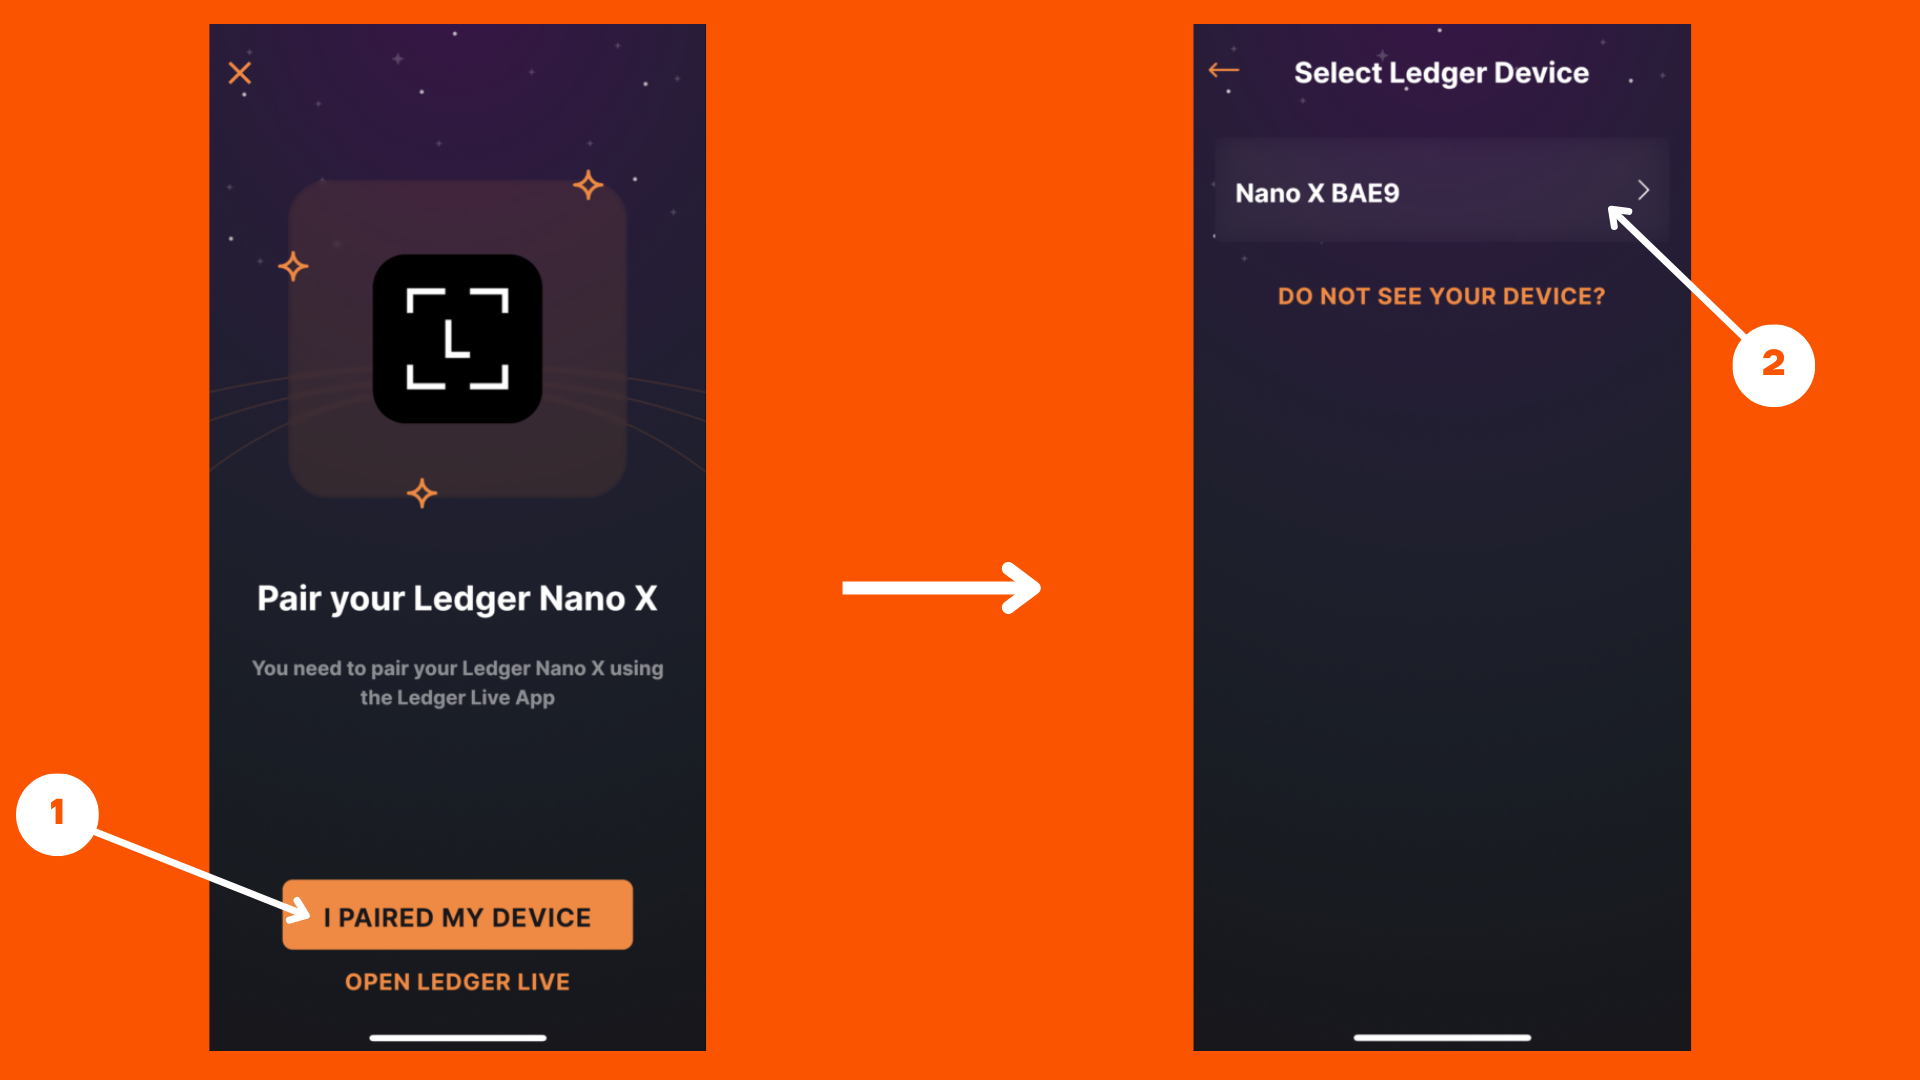 L
Pair your Ledger Nano X
You need to pair your Ledger Nano X using
the Ledger Live App
1
I PAIRED MY DEVICE
OPEN LEDGER LIVE
Select Ledger Device
Nano X BAE9
DO NOT SEE YOUR DEVICE?
2